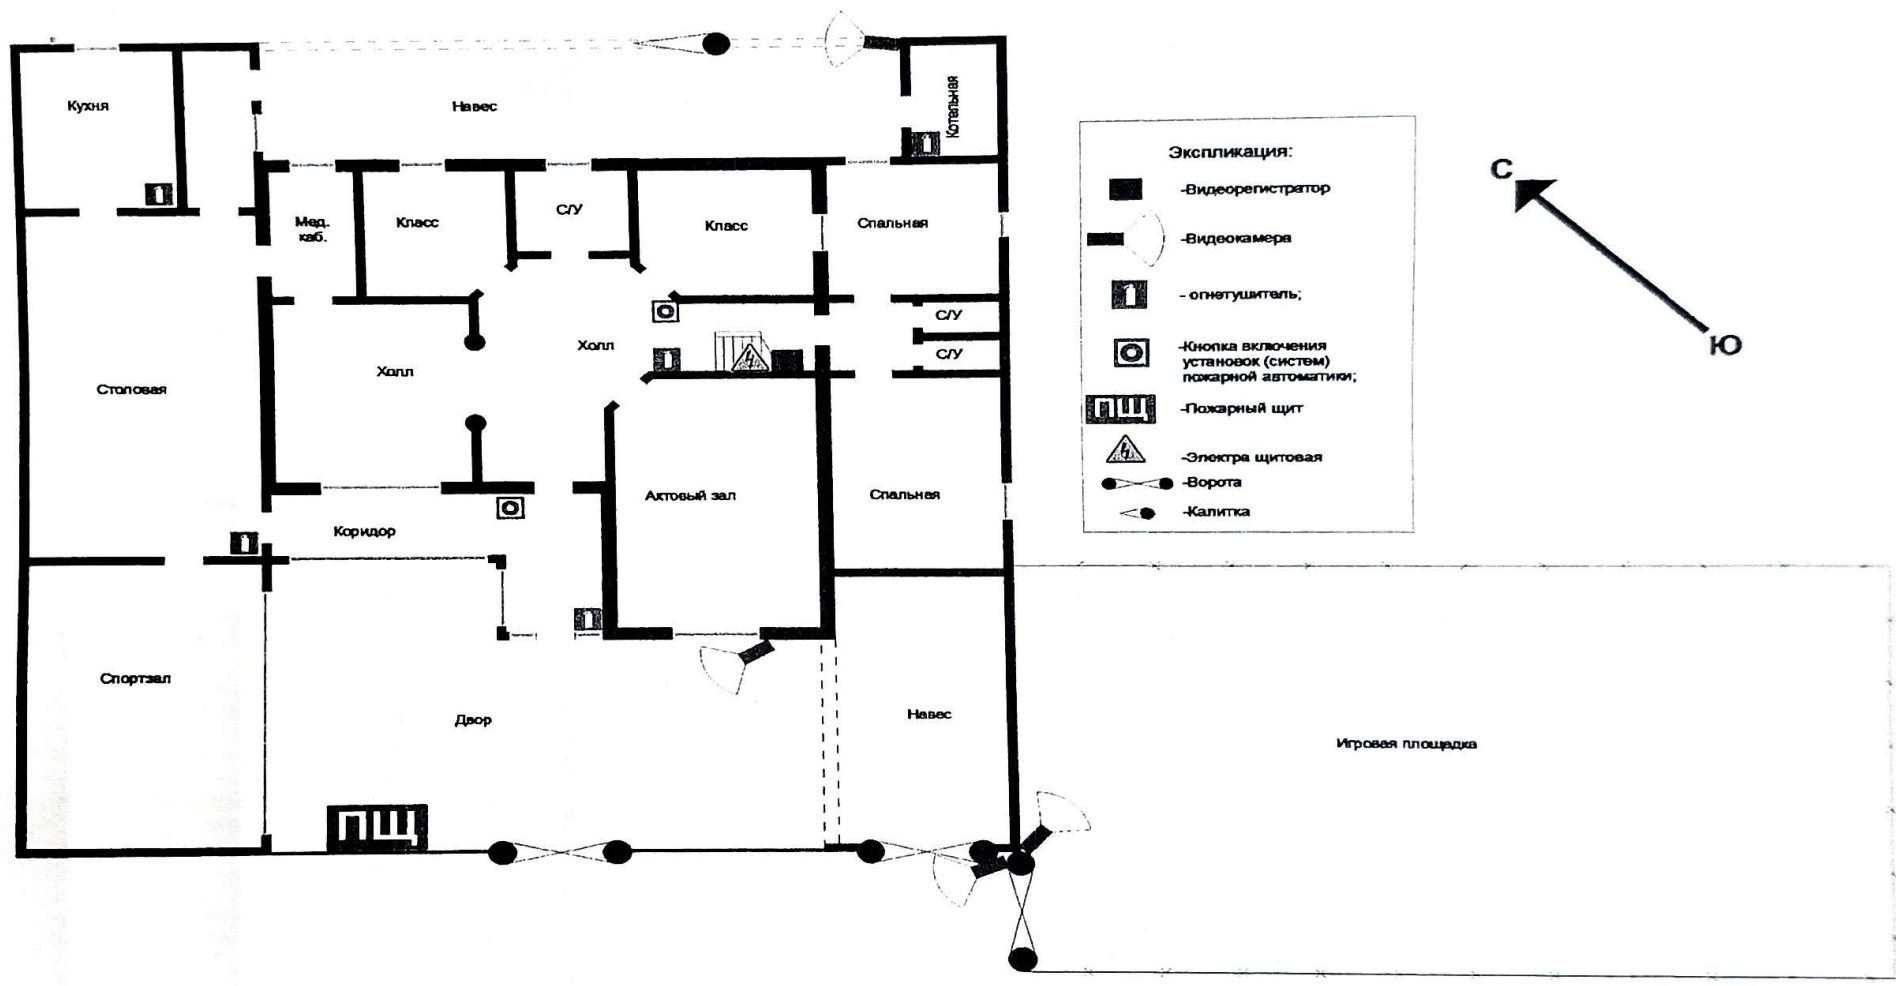 Кухня
Навес
Котельная
Мед.
каб.
Класс
С/У
Класс
Спальная
С/У
С/У
Холл
Холл
Столовая
Актовый зал
Спальная
Коридор
Спортзал
Двор
ПЩ
Навес
Игровая площадка
Экспликация:
-Видеорегистратор
-Видеокамера
- огнетушитель;
-Кнопка включения
установок (систем)
пожарной автоматики;
ПЩ -Пожарный щит
-Электра щитовая
-Ворота
-Калитка
С
Ю